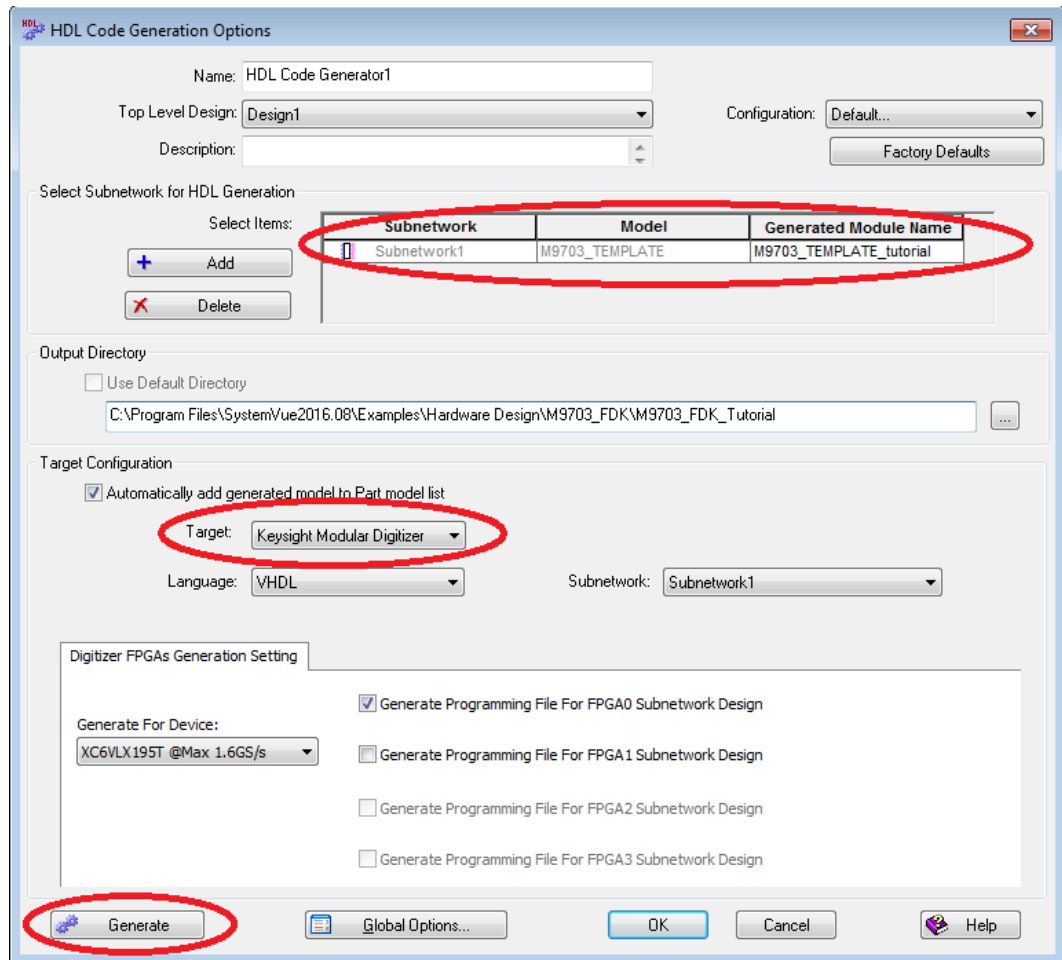 HDL HDL Code Generation Options
Name: HDL Code Generator1
Top Level Design: Design1 Configuration: Default...
Description: Factory Defaults
Select Subnetwork for HDL Generation
Select Items: Subnetwork Model Generated Module Name
Subnetwork1 M9703_TEMPLATE M9703_TEMPLATE_tutorial
Add
Delete
Output Directory
Use Default Directory
C:\Program Files\SystemVue2016.08\Examples\Hardware Design\M9703_FDK\M9703_FDK_Tutorial ...
Target Configuration
Automatically add generated model to Part model list
Target: Keysight Modular Digitizer
Language: VHDL Subnetwork: Subnetwork1
Digitizer FPGAs Generation Setting
Generate Programming File For FPGA0 Subnetwork Design
Generate For Device:
XC6VLX195T @Max 1.6GS/s
Generate Programming File For FPGA1 Subnetwork Design
Generate Programming File For FPGA2 Subnetwork Design
Generate Programming File For FPGA3 Subnetwork Design
Generate Global Options... OK Cancel Help